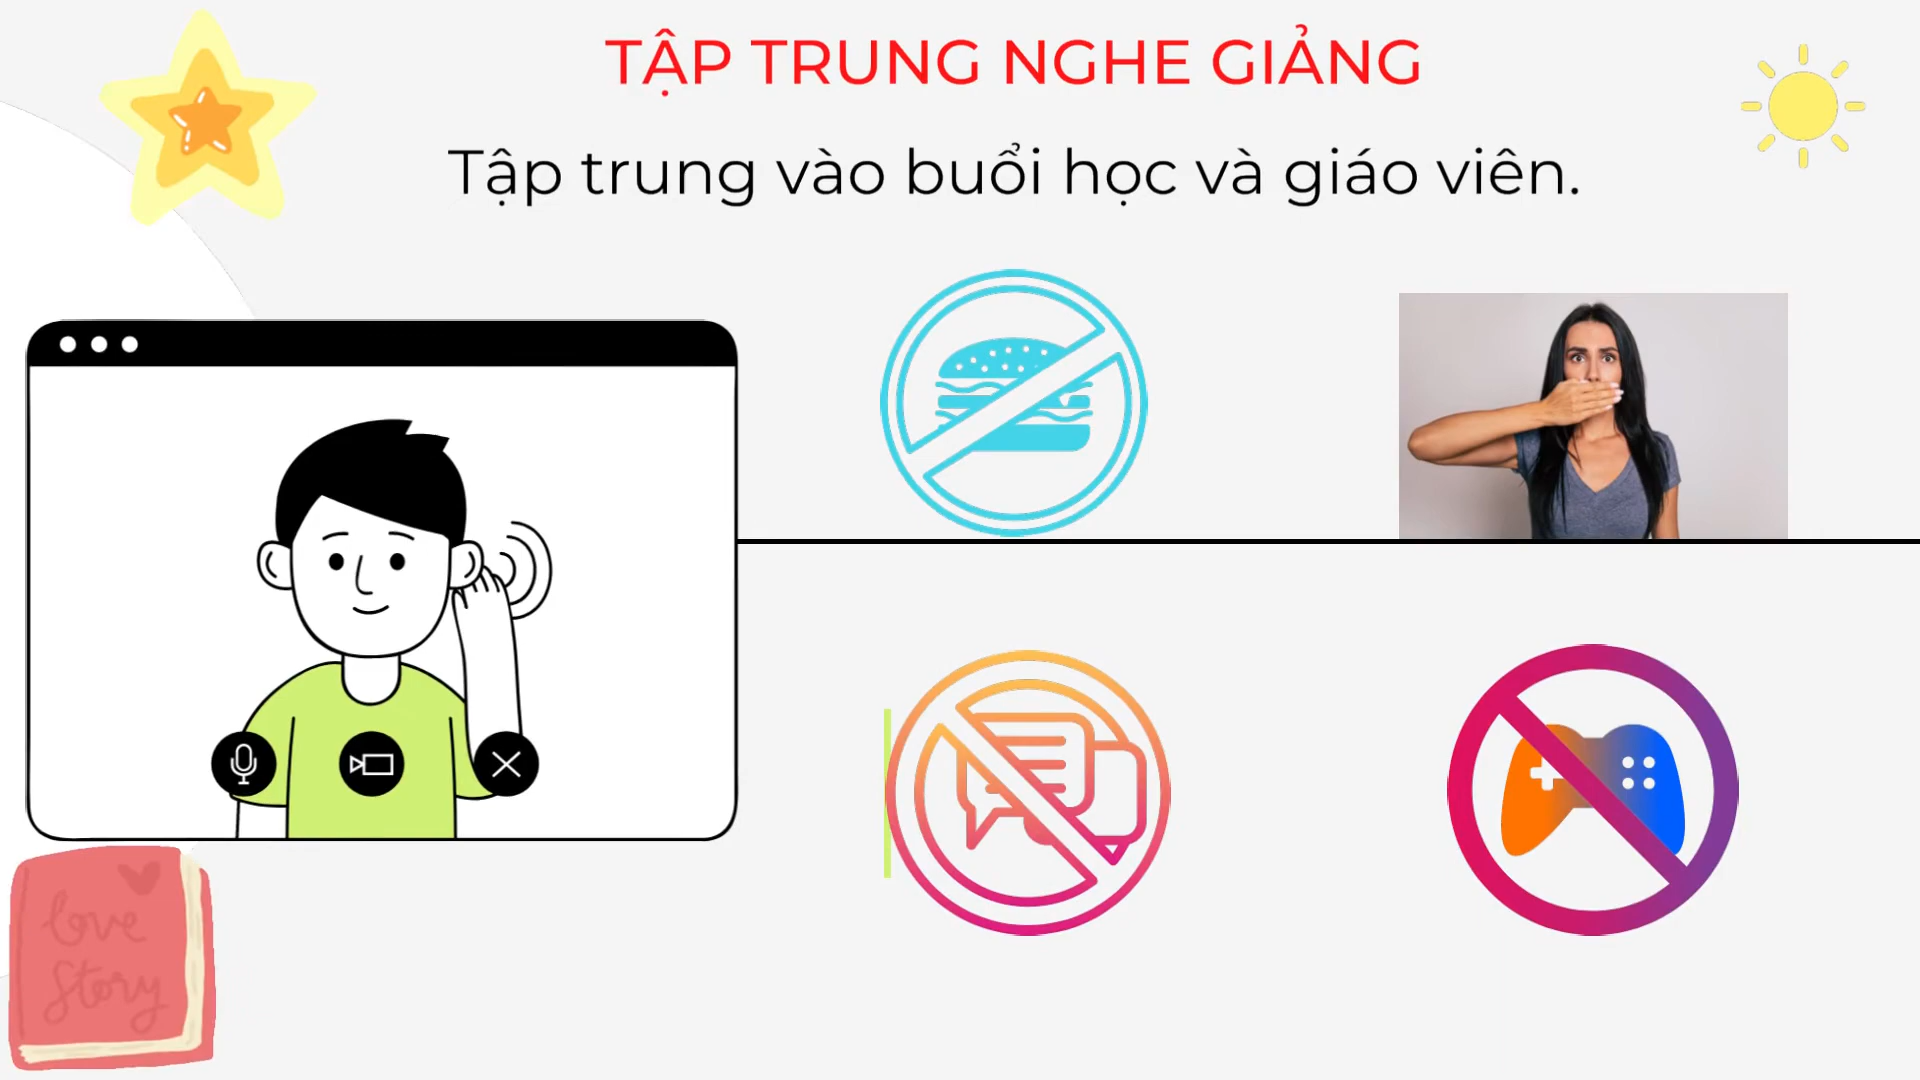 TẬP TRUNG NGHE GIẢNG
Tập trung vào buổi học và giáo viên.
love
story